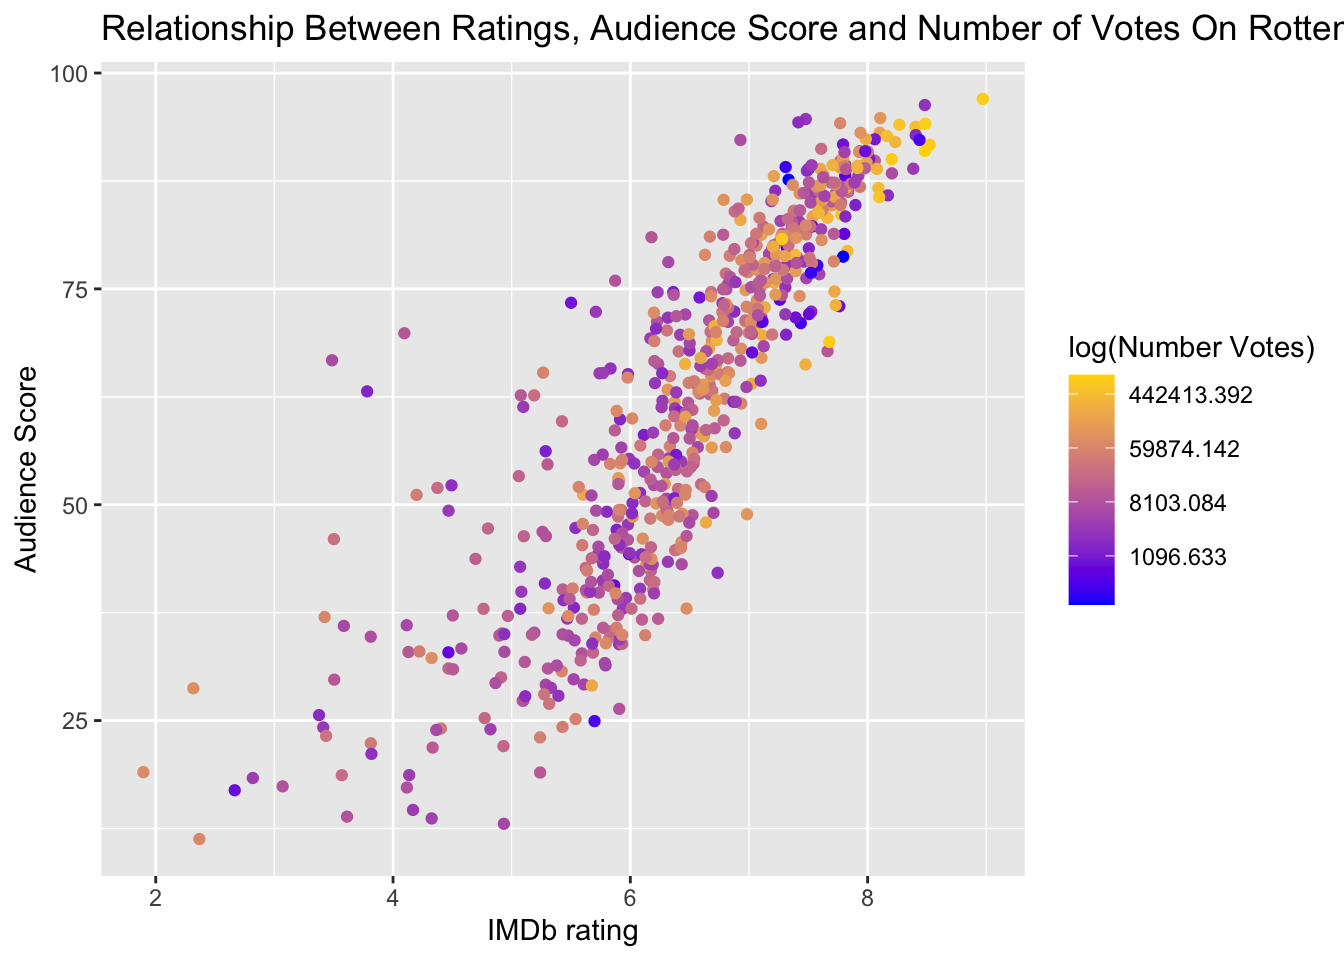 Relationship Between Ratings, Audience Score and Number of Votes On
100
75
50
25
Audience Score
2 4 6 8
IMDb rating
log(Number Votes)
442413.392
59874.142
8103.084
1096.633